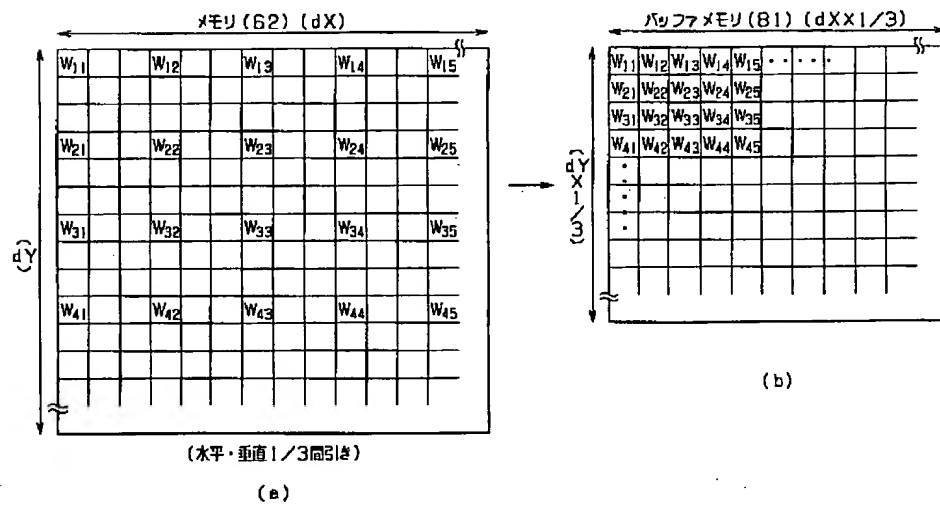 メモリ(62)(dX)
W11 W12 W13 W14 W15
W21 W22 W23 W24 W25
W31 W32 W33 W34 W35
W41 W42 W43 W44 W45
(dY)
(水平・垂直1/3間引き)
(a)
バッファメモリ(81)(dX×1/3)
W11 W12 W13 W14 W15 ・・・・・
W21 W22 W23 W24 W25
W31 W32 W33 W34 W35
W41 W42 W43 W44 W45
(dY×1/3)
(b)